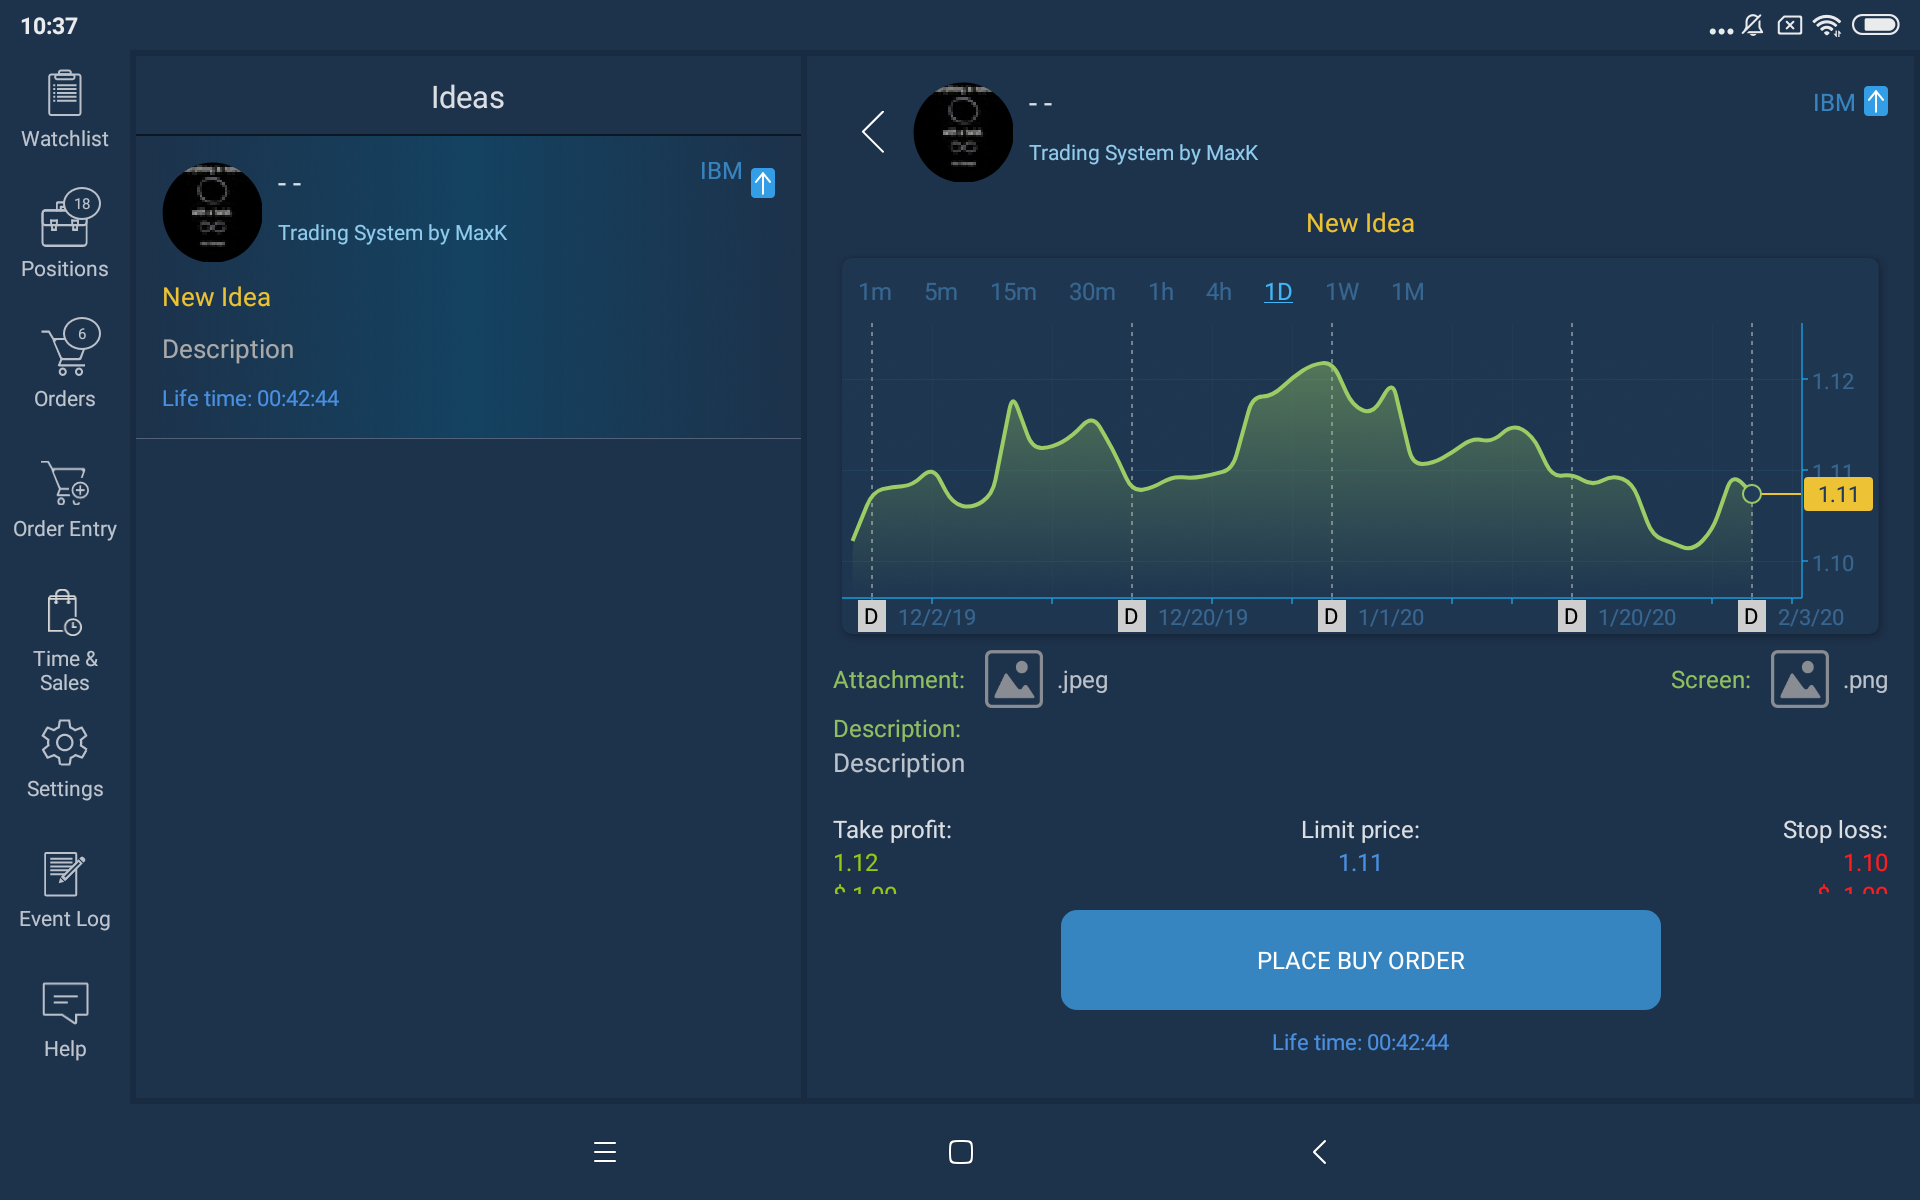 10:37
Watchlist
18
Positions
6
Orders
Order Entry
Time &
Sales
Settings
Event Log
Help
Ideas
- -
IBM
Trading System by MaxK
New Idea
Description
Life time: 00:42:44
- -
IBM
Trading System by MaxK
New Idea
1m 5m 15m 30m 1h 4h 1D 1W 1M
1.12
1.11
1.11
1.10
D 12/2/19 D 12/20/19 D 1/1/20 D 1/20/20 D 2/3/20
Attachment: .jpeg Screen: .png
Description:
Description
Take profit: Limit price: Stop loss:
1.12 1.11 1.10
$ 1.00 $ -1.00
PLACE BUY ORDER
Life time: 00:42:44